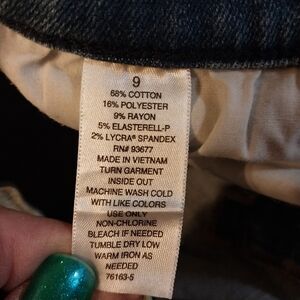 9
68% COTTON
16% POLYESTER
9% RAYON
5% ELASTERELL-P
2% LYCRA® SPANDEX
RN# 93677
MADE IN VIETNAM
TURN GARMENT
INSIDE OUT
MACHINE WASH COLD
WITH LIKE COLORS
USE ONLY
NON-CHLORINE
BLEACH IF NEEDED
TUMBLE DRY LOW
WARM IRON AS
NEEDED
76163-5